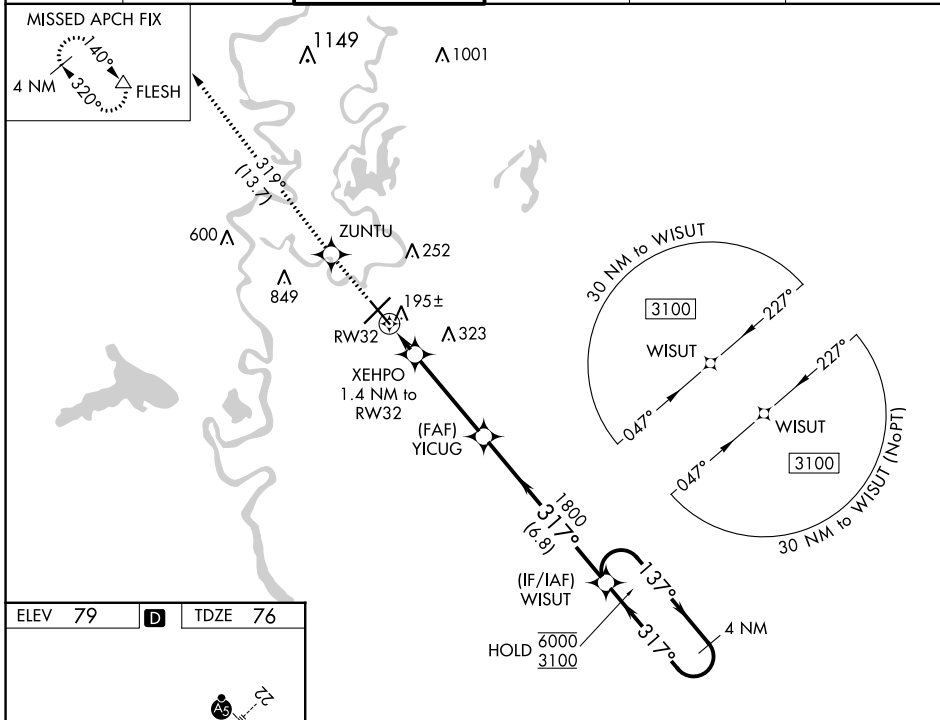 MISSED APCH FIX
140°
4 NM
320°
FLESH
1149
1001
319°
(13.7)
600
ZUNTU
252
849
195±
RW32
323
XEHPO
1.4 NM to
RW32
(FAF)
YICUG
30 NM to WISUT
3100
227°
WISUT
047°
227°
WISUT
047°
3100
30 NM to WISUT (NoPT)
1800
317°
(6.8)
(IF/IAF)
WISUT
137°
317°
4 NM
HOLD 6000
3100
ELEV 79 D TDZE 76
A5
22